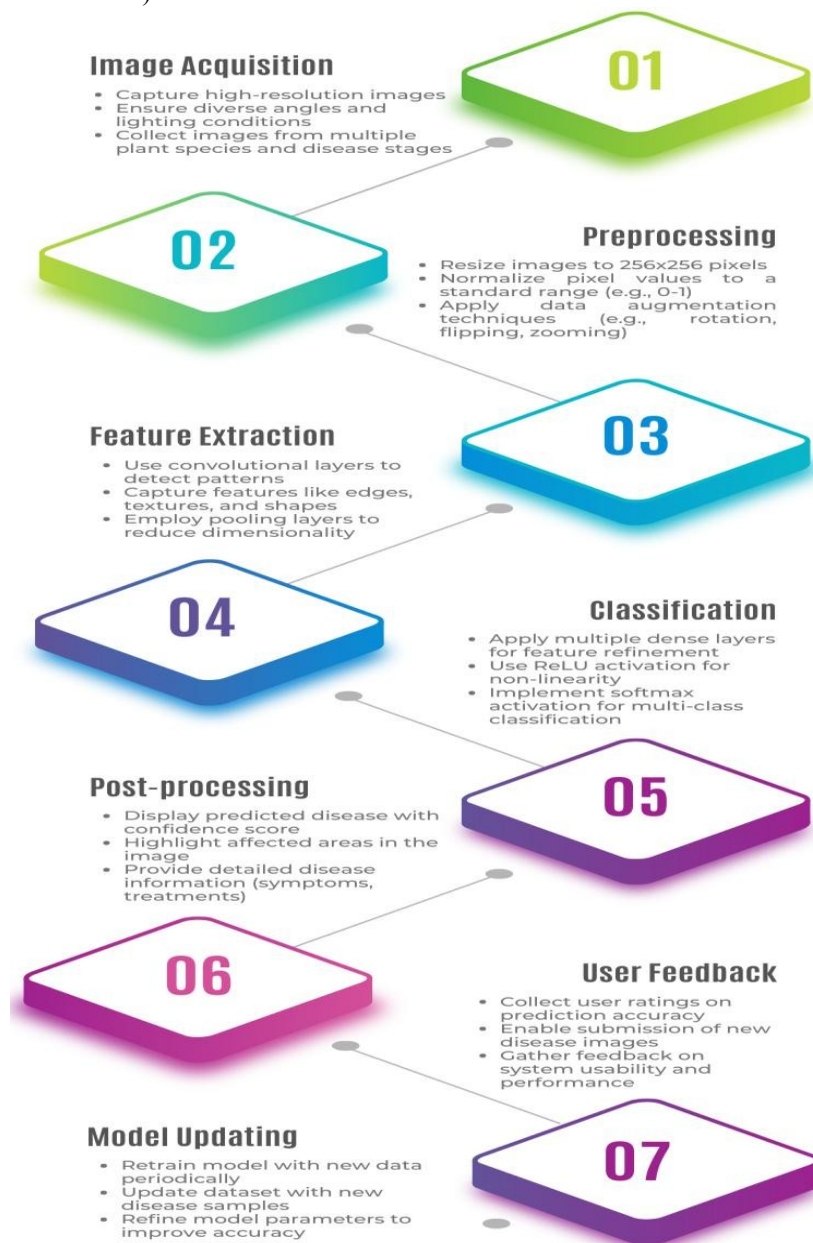 01
Image Acquisition
• Capture high-resolution images
• Ensure diverse angles and
lighting conditions
• Collect images from multiple
plant species and disease stages
02
Preprocessing
• Resize images to 256x256 pixels
• Normalize pixel values to a
standard range (e.g., 0-1)
• Apply data augmentation
techniques (e.g., rotation,
flipping, zooming)
03
Feature Extraction
• Use convolutional layers to
detect patterns
• Capture features like edges,
textures, and shapes
• Employ pooling layers to
reduce dimensionality
04
Classification
• Apply multiple dense layers
for feature refinement
• Use ReLU activation for
non-linearity
• Implement softmax
activation for multi-class
classification
05
Post-processing
• Display predicted disease with
confidence score
• Highlight affected areas in the
image
• Provide detailed disease
information (symptoms,
treatments)
06
User Feedback
• Collect user ratings on
prediction accuracy
• Enable submission of new
disease images
• Gather feedback on
system usability and
performance
07
Model Updating
• Retrain model with new data
periodically
• Update dataset with new
disease samples
• Refine model parameters to
improve accuracy